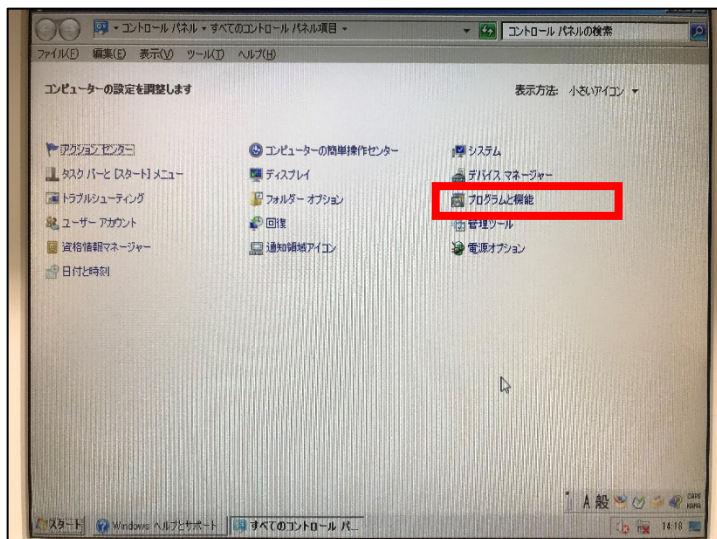 コントロール パネル ▸ すべてのコントロール パネル項目 ▸
コントロール パネルの検索
ファイル(F) 編集(E) 表示(V) ツール(T) ヘルプ(H)
コンピューターの設定を調整します
表示方法: 小さいアイコン
アクション センター
コンピューターの簡単操作センター
システム
タスク バーと [スタート] メニュー
ディスプレイ
デバイス マネージャー
トラブルシューティング
フォルダー オプション
プログラムと機能
ユーザー アカウント
回復
管理ツール
資格情報マネージャー
通知領域アイコン
電源オプション
日付と時刻
A 般
CAPS
KANA
スタート
Windows ヘルプとサポート
すべてのコントロール パ...
14:18